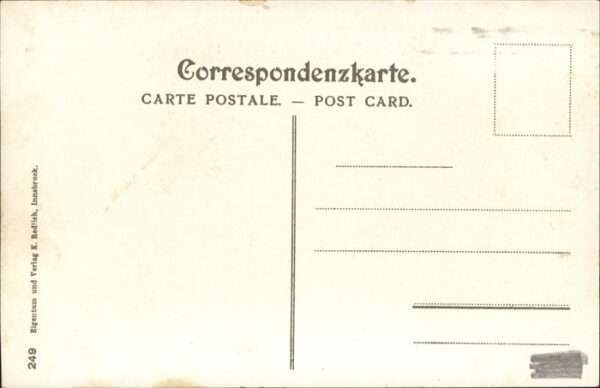 Correspondenzkarte.
CARTE POSTALE. — POST CARD.
249 Eigentum und Verlag K. Redlich, Innsbruck.